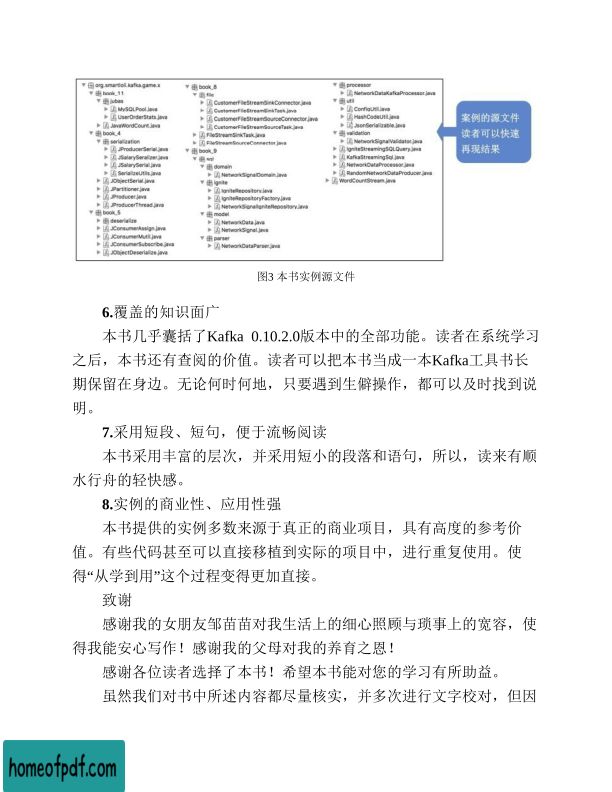 org.smartloli.kafka.game.x
book_11
jubas
MySQLPool.java
UserOrderStats.java
JavaWordCount.java
book_4
serialization
JProducerSerial.java
JSalarySeralizer.java
JSalarySerial.java
SerializeUtils.java
JObjectSerial.java
JPartitioner.java
JProducer.java
JProducerThread.java
book_5
deserialize
JConsumerAssign.java
JConsumerMutil.java
JConsumerSubscribe.java
JObjectDeserialize.java
book_8
file
CustomerFileStreamSinkConnector.java
CustomerFileStreamSinkTask.java
CustomerFileStreamSourceConnector.java
CustomerFileStreamSourceTask.java
FileStreamSinkTask.java
FileStreamSourceConnector.java
book_9
sql
domain
NetworkSignalDomain.java
ignite
IgniteRepository.java
IgniteRepositoryFactory.java
NetworkSignalIgniteRepository.java
model
NetworkData.java
NetworkSignal.java
parser
NetworkDataParser.java
processor
NetworkDataKafkaProcessor.java
util
ConfigUtil.java
HashCodeUtil.java
JsonSerializable.java
validation
NetworkSignalValidator.java
IgniteStreamingSQLQuery.java
KafkaStreamingSql.java
NetworkDataProcessor.java
RandomNetworkDataProducer.java
WordCountStream.java
案例的源文件
读者可以快速
再现结果
图3 本书实例源文件
6.覆盖的知识面广
本书几乎囊括了Kafka 0.10.2.0版本中的全部功能。读者在系统学习
之后，本书还有查阅的价值。读者可以把本书当成一本Kafka工具书长
期保留在身边。无论何时何地，只要遇到生僻操作，都可以及时找到说
明。
7.采用短段、短句，便于流畅阅读
本书采用丰富的层次，并采用短小的段落和语句，所以，读来有顺
水行舟的轻快感。
8.实例的商业性、应用性强
本书提供的实例多数来源于真正的商业项目，具有高度的参考价
值。有些代码甚至可以直接移植到实际的项目中，进行重复使用。使
得“从学到用”这个过程变得更加直接。
致谢
感谢我的女朋友邹苗苗对我生活上的细心照顾与琐事上的宽容，使
得我能安心写作！感谢我的父母对我的养育之恩！
感谢各位读者选择了本书！希望本书能对您的学习有所助益。
虽然我们对书中所述内容都尽量核实，并多次进行文字校对，但因
homeofpdf.com